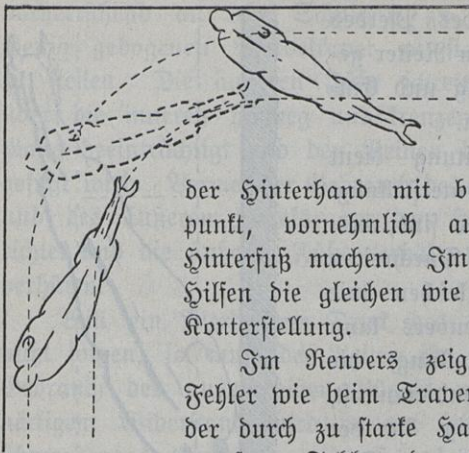 der Hinterhand mit b
punkt, vornehmlich au
Hinterfuß machen. Im
Hilfen die gleichen wie
Konterstellung.
Im Renvers zeig
Fehler wie beim Traver
der durch zu starke Ha